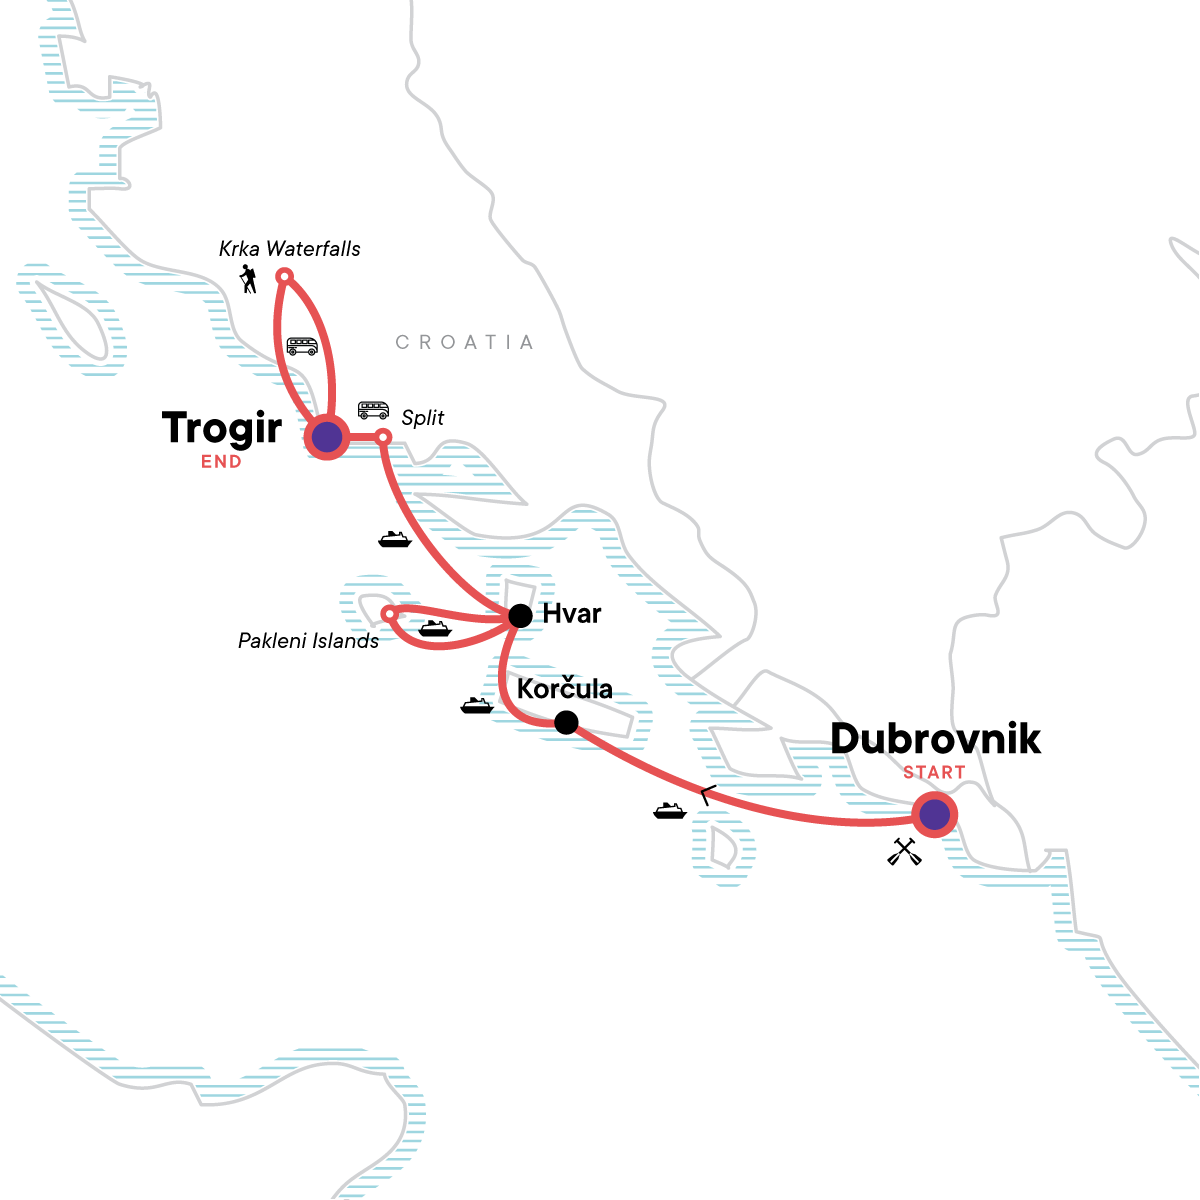 Krka Waterfalls
CROATIA
Split
Trogir
END
Hvar
Pakleni Islands
Korčula
Dubrovnik
START